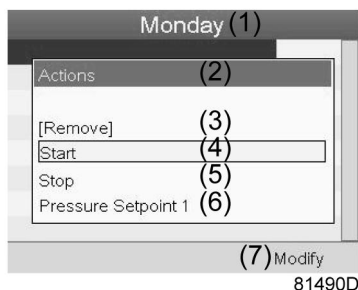 Monday (1)
Actions (2)
[Remove] (3)
Start (4)
Stop (5)
Pressure Setpoint 1 (6)
(7) Modify
81490D